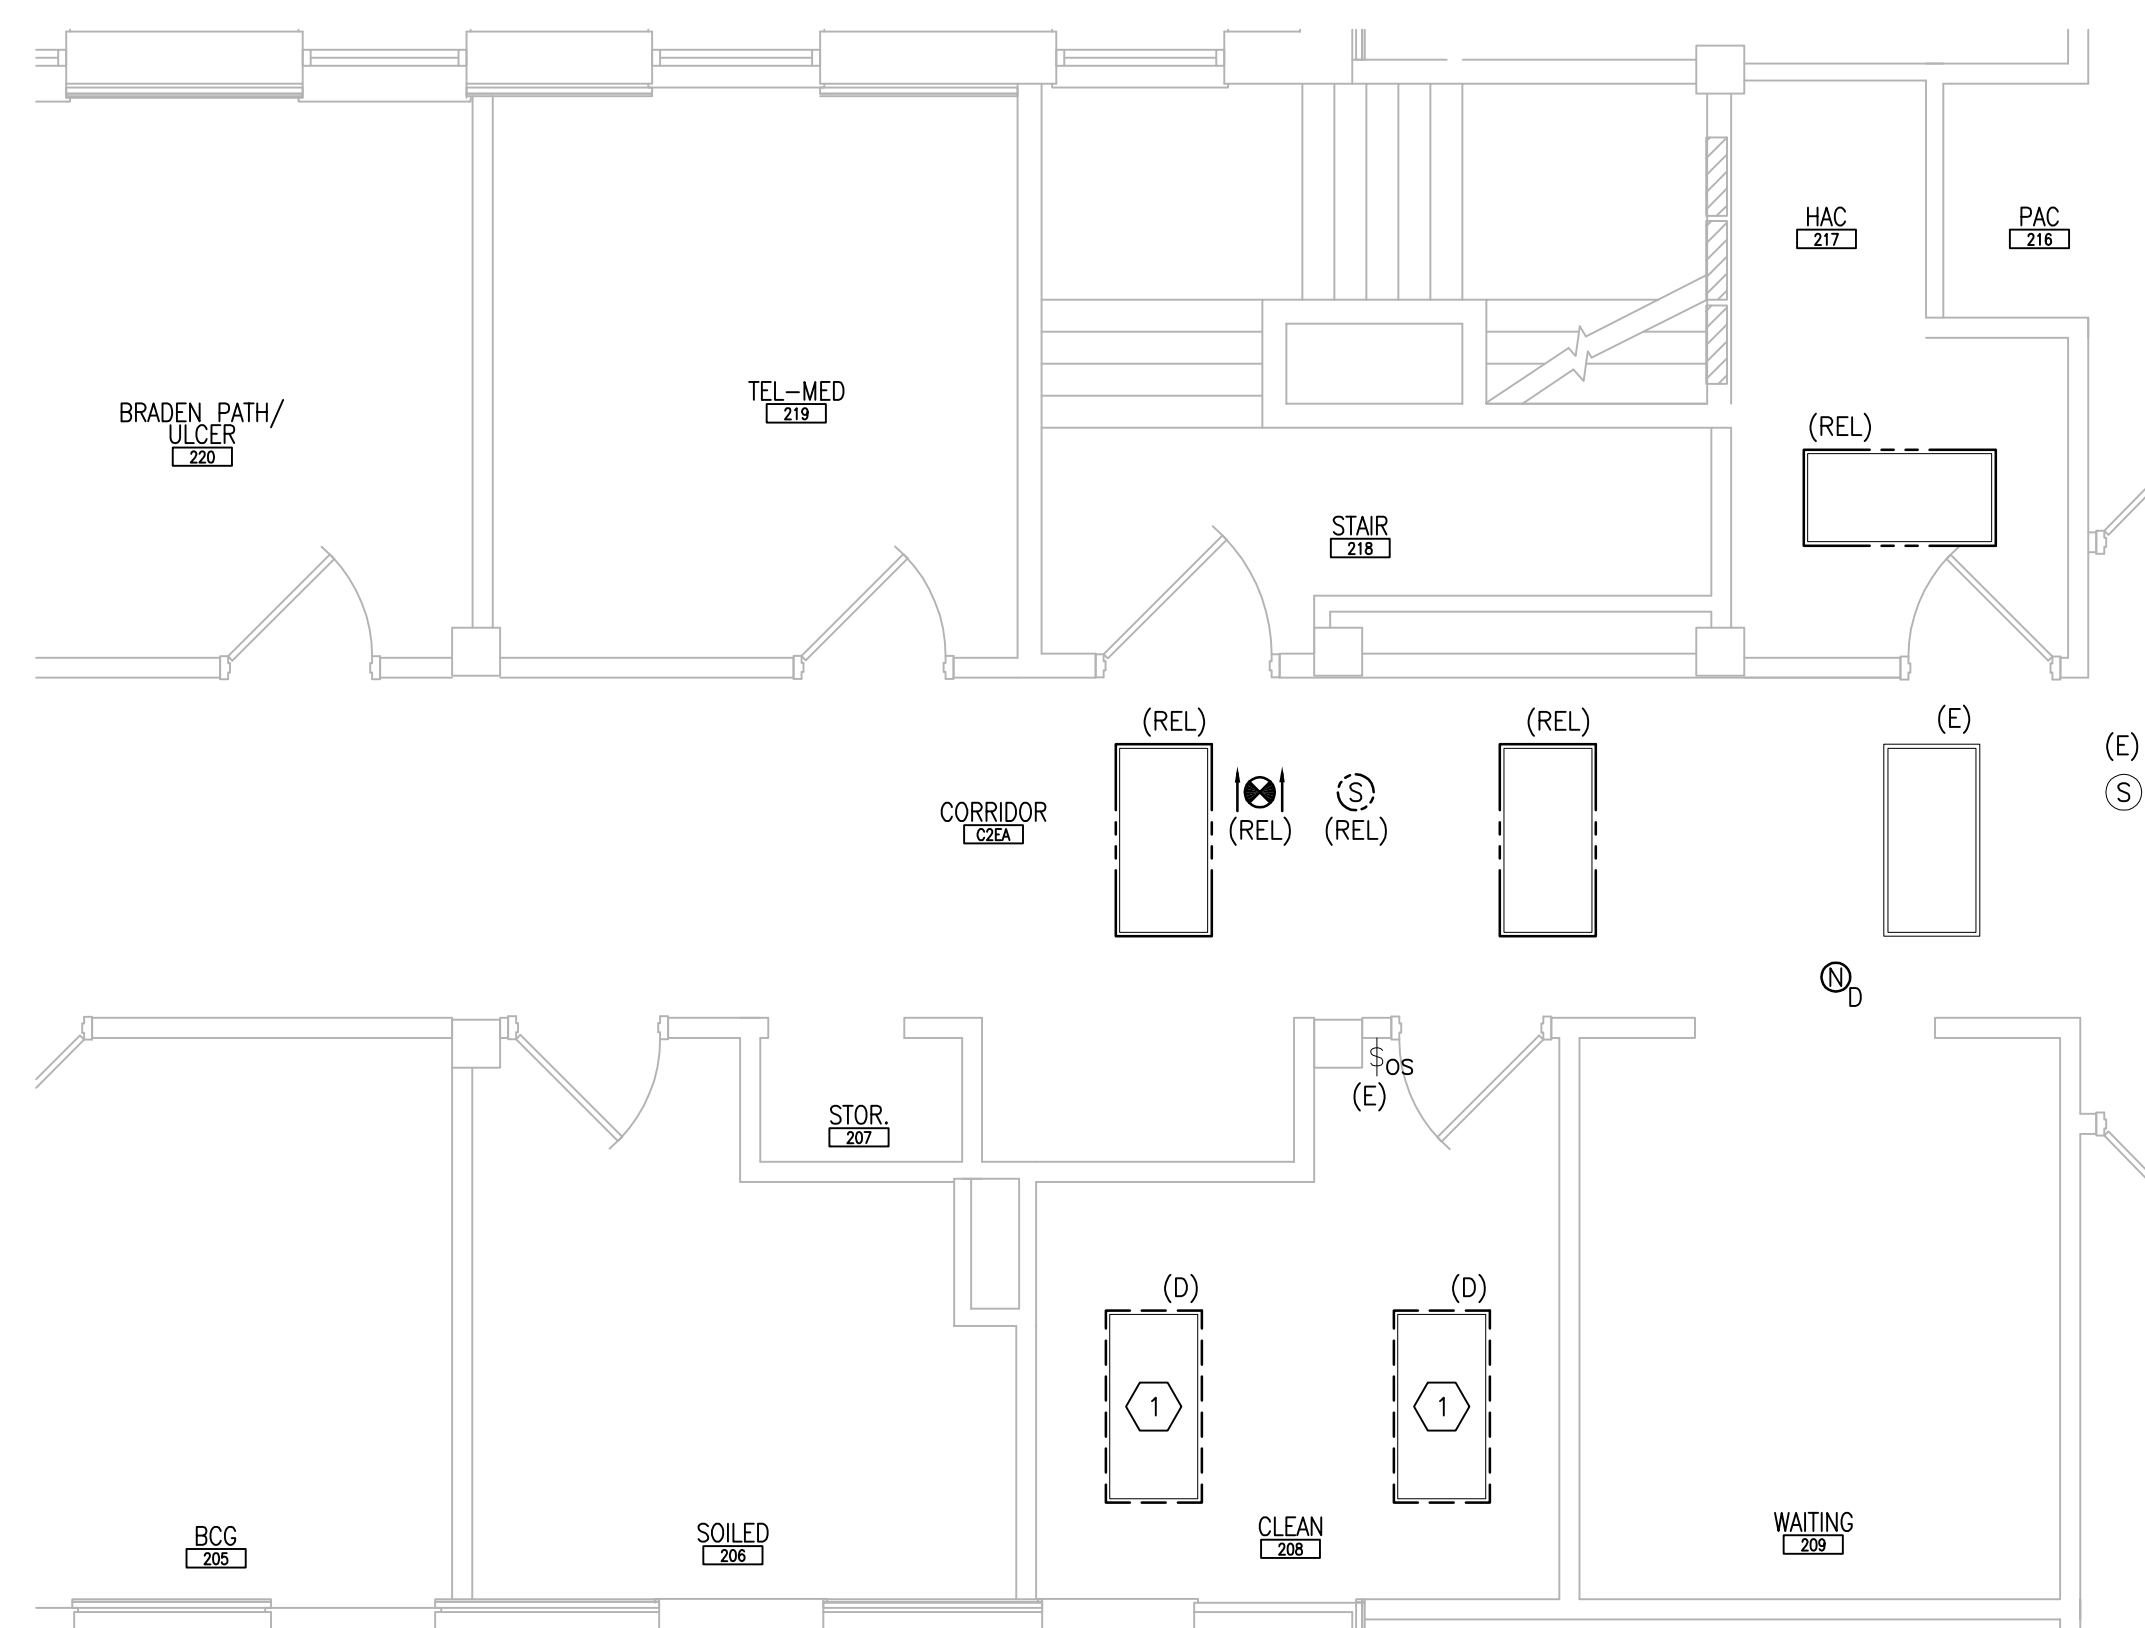 HAC
217
PAC
216
TEL-MED
219
BRADEN PATH/
ULCER
220
(REL)
STAIR
218
(REL)
(REL)
(E)
(E)
S
S
(REL)
(REL)
CORRIDOR
C2EA
N
D
$OS
(E)
STOR.
207
(D)
(D)
1
1
BCG
205
SOILED
206
CLEAN
208
WAITING
209